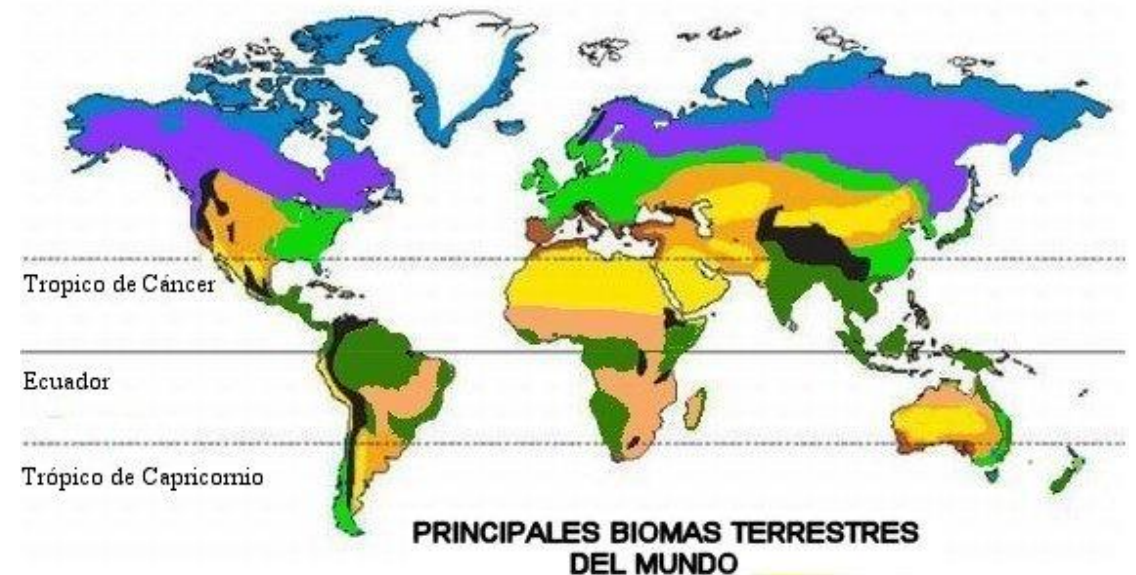 Tropico de Cáncer
Ecuador
Trópico de Capricornio
PRINCIPALES BIOMAS TERRESTRES
DEL MUNDO